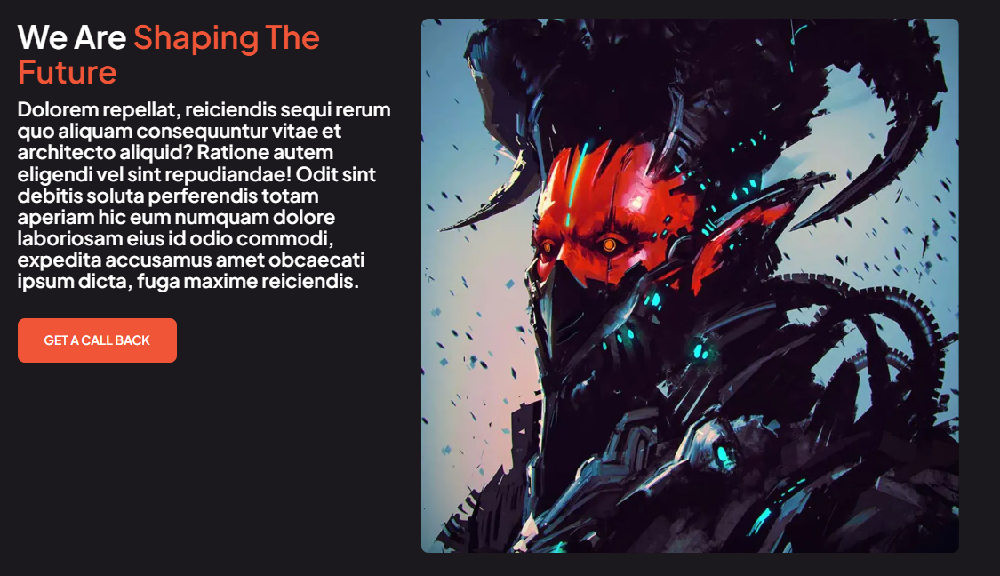 We Are Shaping The
Future
Dolorem repellat, reiciendis sequi rerum
quo aliquam consequuntur vitae et
architecto aliquid? Ratione autem
eligendi vel sint repudiandae! Odit sint
debitis soluta perferendis totam
aperiam hic eum numquam dolore
laboriosam eius id odio commodi,
expedita accusamus amet obcaecati
ipsum dicta, fuga maxime reiciendis.
GET A CALL BACK